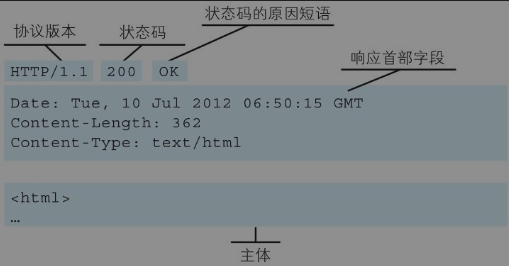 状态码的原因短语
协议版本
状态码
响应首部字段
HTTP/1.1 200 OK
Date: Tue, 10 Jul 2012 06:50:15 GMT
Content-Length: 362
Content-Type: text/html
<html>
…
主体